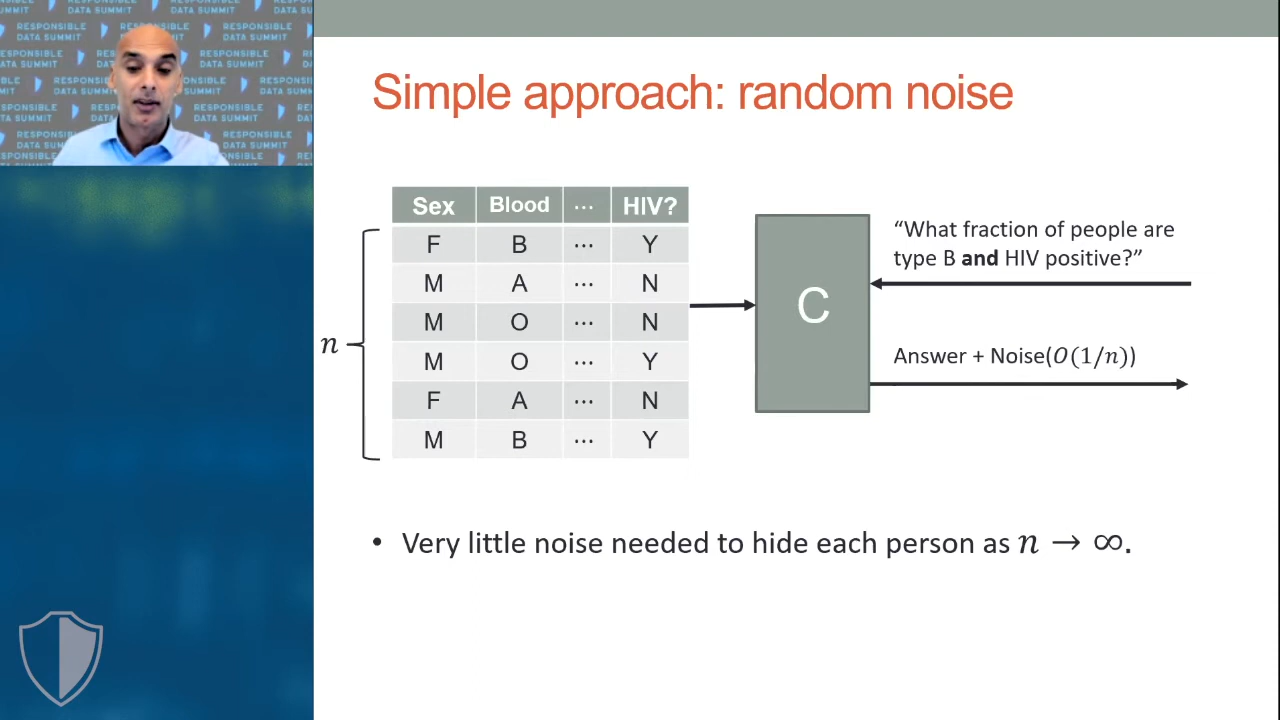 RESPONSIBLE
DATA SUMMIT
Simple approach: random noise
Sex Blood ... HIV?
F B ... Y
M A ... N
M O ... N
M O ... Y
F A ... N
M B ... Y
n
C
“What fraction of people are
type B and HIV positive?”
Answer + Noise(O(1/n))
• Very little noise needed to hide each person as n → ∞.